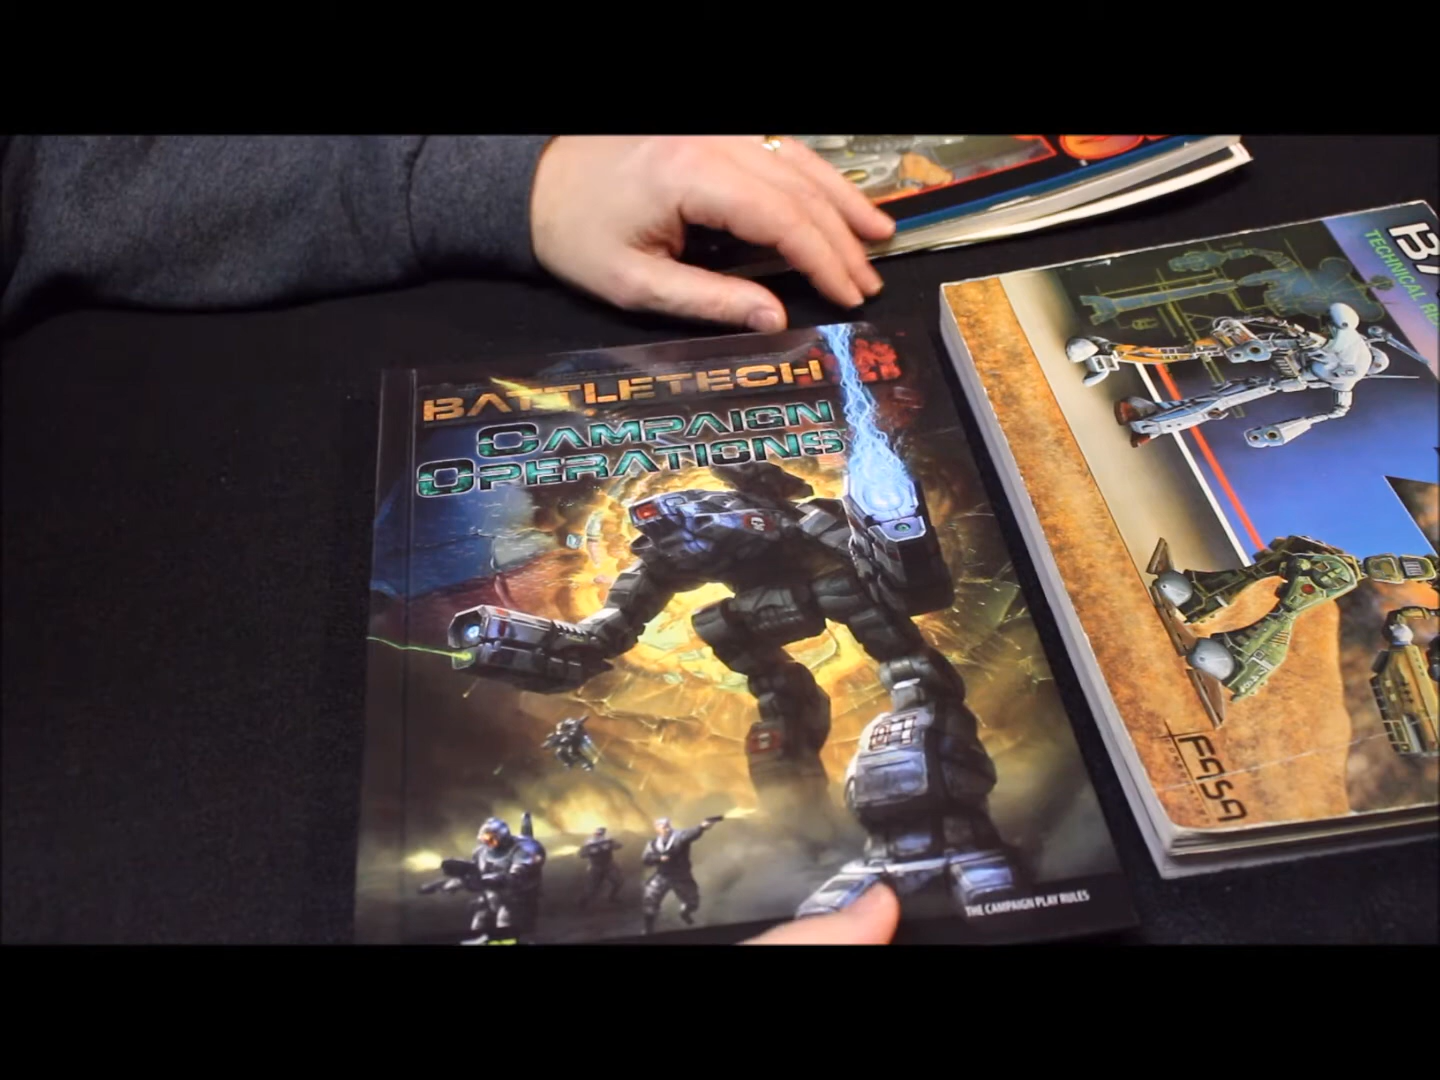 BATTLETECH
CAMPAIGN
OPERATIONS
THE CAMPAIGN PLAY RULES
TECHNICAL
FASA